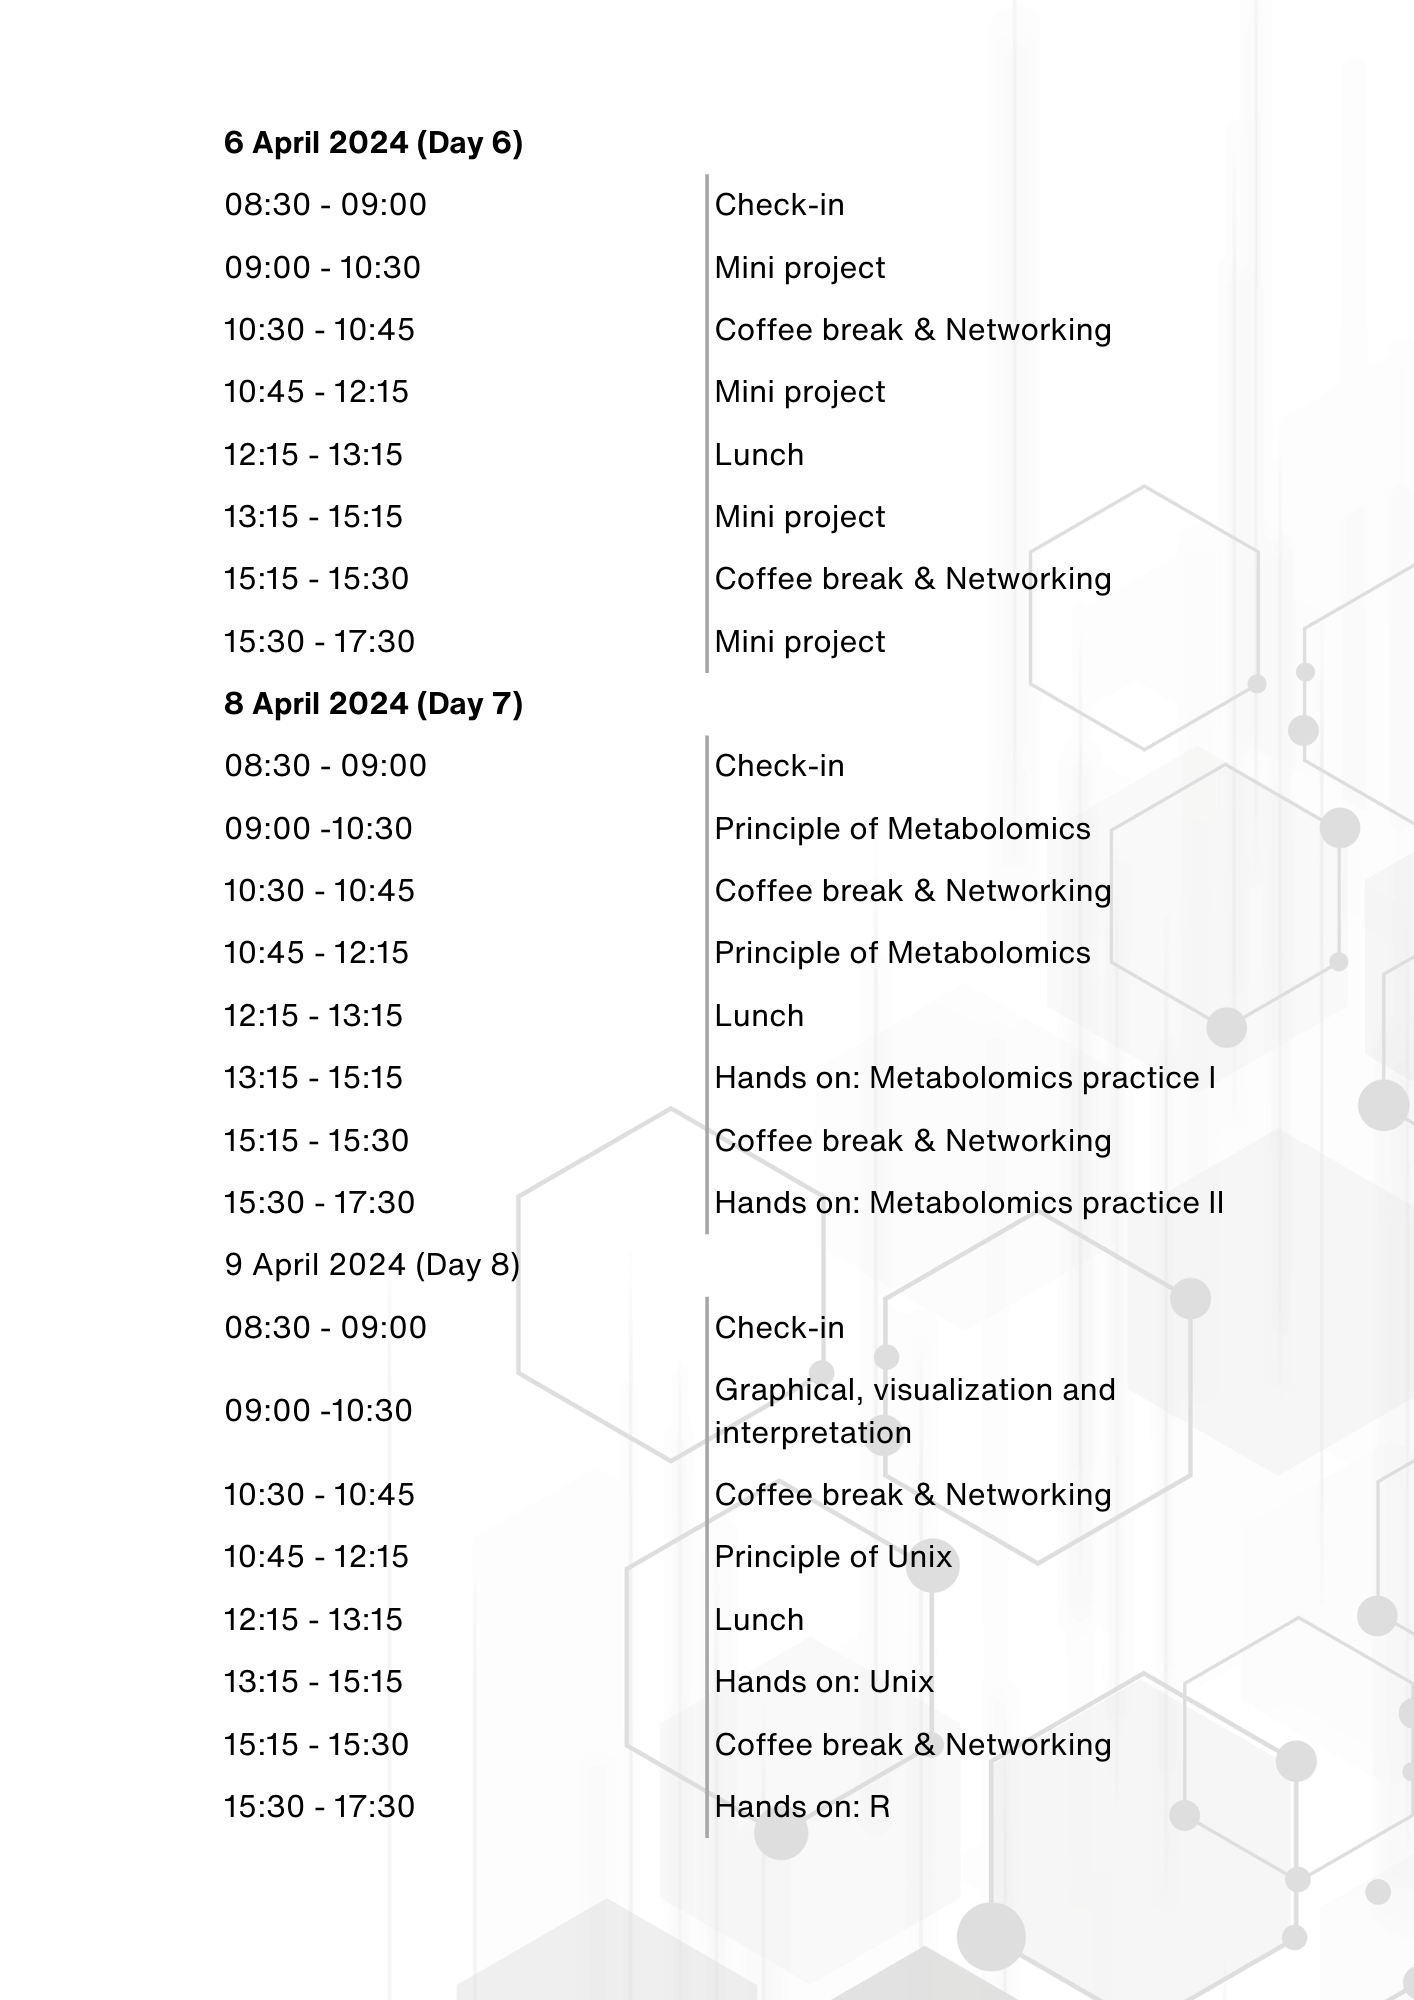 6 April 2024 (Day 6)
08:30 - 09:00 Check-in
09:00 - 10:30 Mini project
10:30 - 10:45 Coffee break & Networking
10:45 - 12:15 Mini project
12:15 - 13:15 Lunch
13:15 - 15:15 Mini project
15:15 - 15:30 Coffee break & Networking
15:30 - 17:30 Mini project
8 April 2024 (Day 7)
08:30 - 09:00 Check-in
09:00 -10:30 Principle of Metabolomics
10:30 - 10:45 Coffee break & Networking
10:45 - 12:15 Principle of Metabolomics
12:15 - 13:15 Lunch
13:15 - 15:15 Hands on: Metabolomics practice I
15:15 - 15:30 Coffee break & Networking
15:30 - 17:30 Hands on: Metabolomics practice II
9 April 2024 (Day 8)
08:30 - 09:00 Check-in
09:00 -10:30 Graphical, visualization and
interpretation
10:30 - 10:45 Coffee break & Networking
10:45 - 12:15 Principle of Unix
12:15 - 13:15 Lunch
13:15 - 15:15 Hands on: Unix
15:15 - 15:30 Coffee break & Networking
15:30 - 17:30 Hands on: R